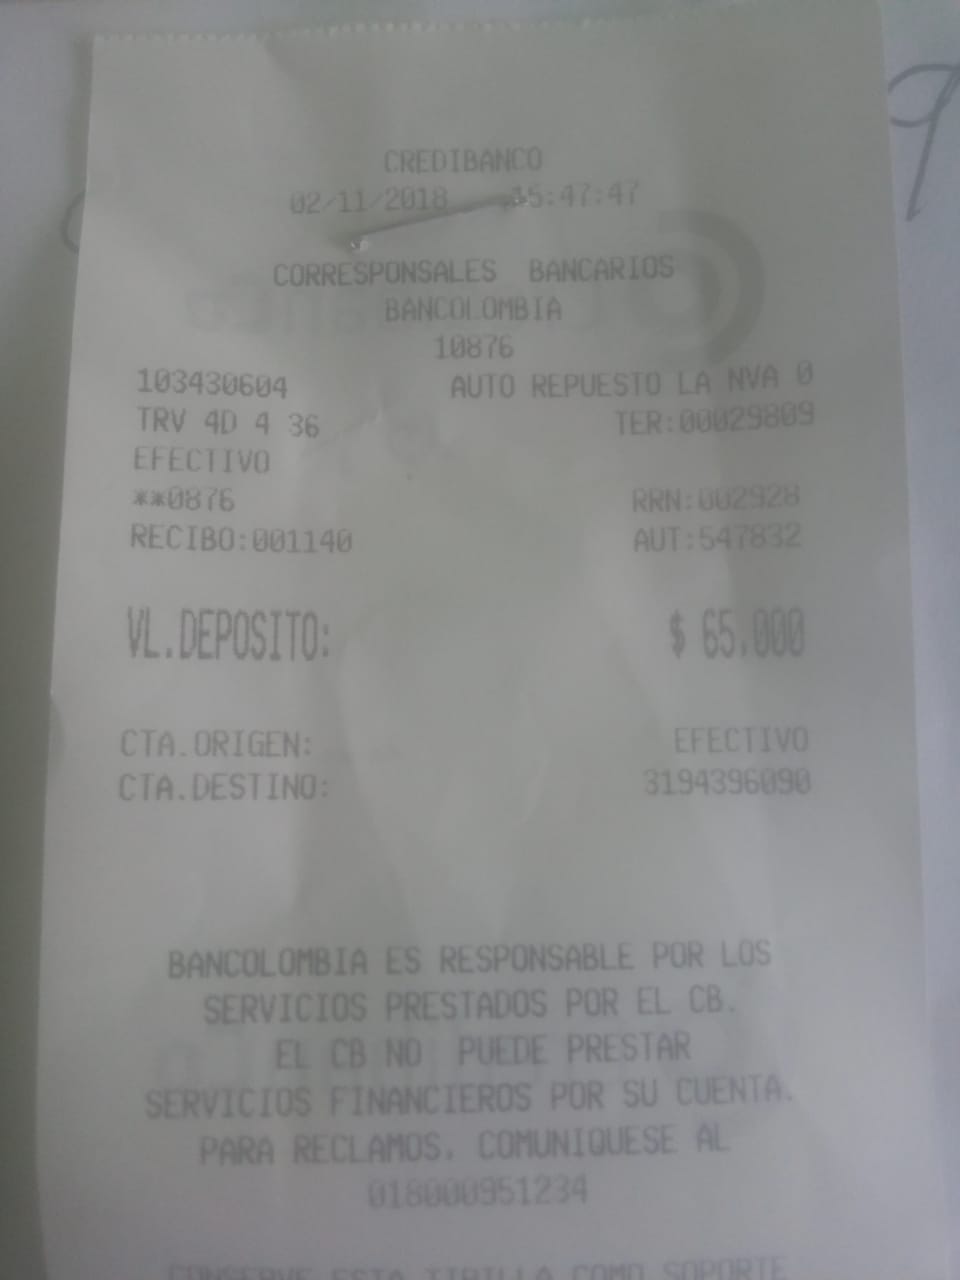 CREDIBANCO
02/11/2018 15:47:47
CORRESPONSALES BANCARIOS
BANCOLOMBIA
10876
103430604 AUTO REPUESTO LA NVA 0
TRV 4D 4 36 TER:00029809
EFECTIVO
**0876 RRN:002928
RECIBO:001140 AUT:547832
VL.DEPOSITO: $ 65.000
CTA.ORIGEN: EFECTIVO
CTA.DESTINO: 3194396090
BANCOLOMBIA ES RESPONSABLE POR LOS
SERVICIOS PRESTADOS POR EL CB.
EL CB NO PUEDE PRESTAR
SERVICIOS FINANCIEROS POR SU CUENTA.
PARA RECLAMOS, COMUNIQUESE AL
018000951234
CONSERVE ESTA TIRILLA COMO SOPORTE